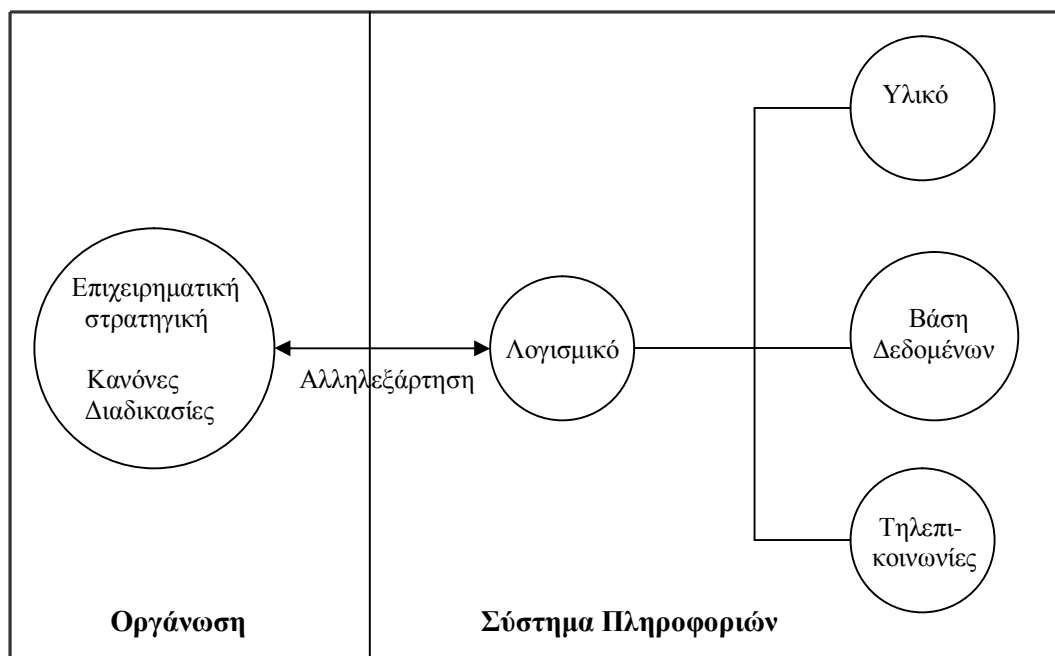 Υλικό
Επιχειρηματική
στρατηγική
Κανόνες
Διαδικασίες
Αλληλεξάρτηση
Λογισμικό
Βάση
Δεδομένων
Τηλεπι-
κοινωνίες
Οργάνωση
Σύστημα Πληροφοριών